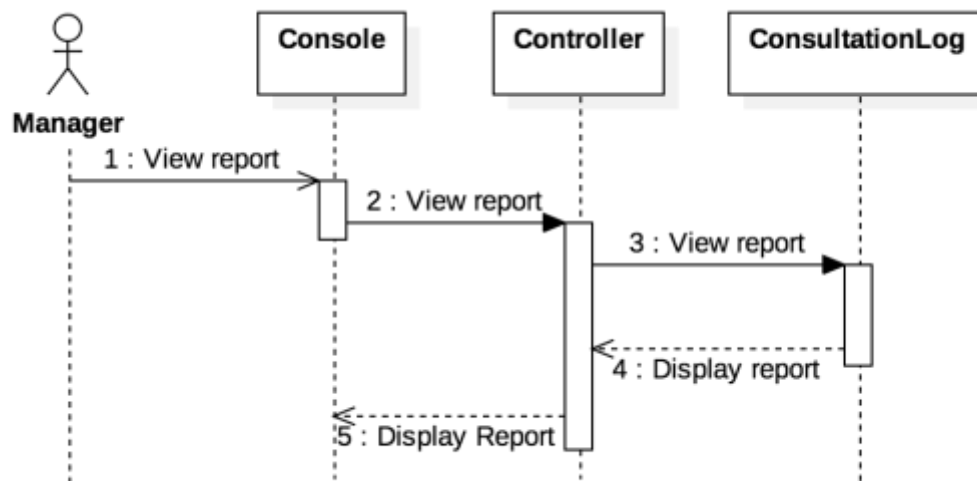 Console
Controller
ConsultationLog
Manager
1 : View report
2 : View report
3 : View report
4 : Display report
5 : Display Report